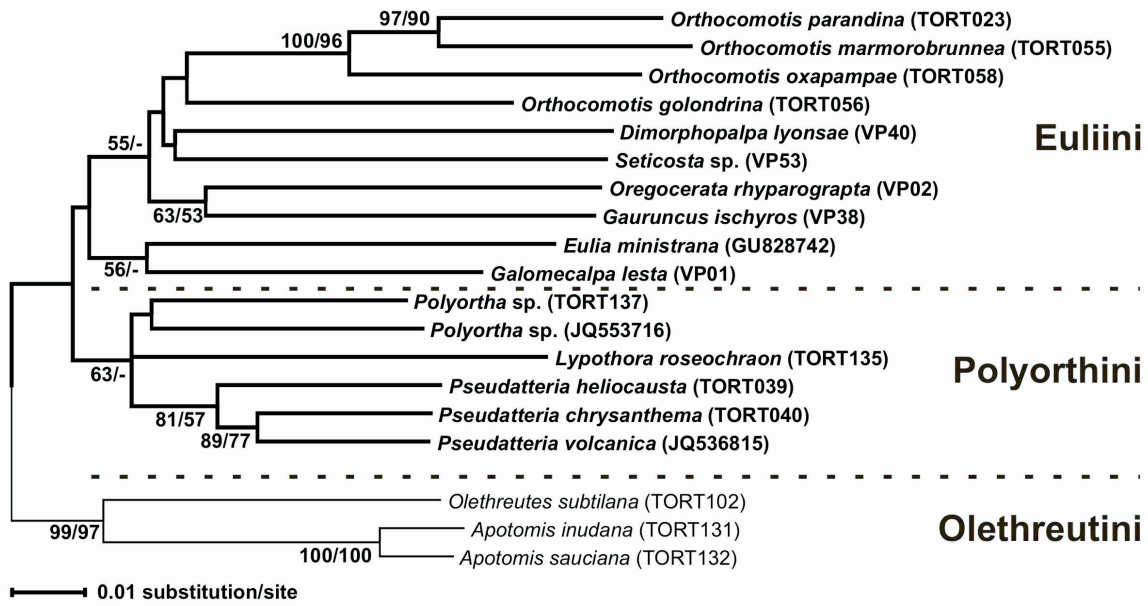 97/90
Orthocomotis parandina (TORT023)
100/96
Orthocomotis marmorobrunnea (TORT055)
Orthocomotis oxapampae (TORT058)
Orthocomotis golondrina (TORT056)
Dimorphopalpa lyonsae (VP40)
Euliini
55/-
Seticosta sp. (VP53)
Oregocerata rhyparograpta (VP02)
63/53
Gauruncus ischyros (VP38)
Eulia ministrana (GU828742)
56/-
Galomecalpa lesta (VP01)
Polyortha sp. (TORT137)
Polyortha sp. (JQ553716)
Lypothora roseochraon (TORT135)
63/-
Polyorthini
Pseudatteria heliocausta (TORT039)
81/57
Pseudatteria chrysanthema (TORT040)
89/77
Pseudatteria volcanica (JQ536815)
Olethreutes subtilana (TORT102)
99/97
Apotomis inudana (TORT131)
Olethreutini
100/100
Apotomis sauciana (TORT132)
0.01 substitution/site